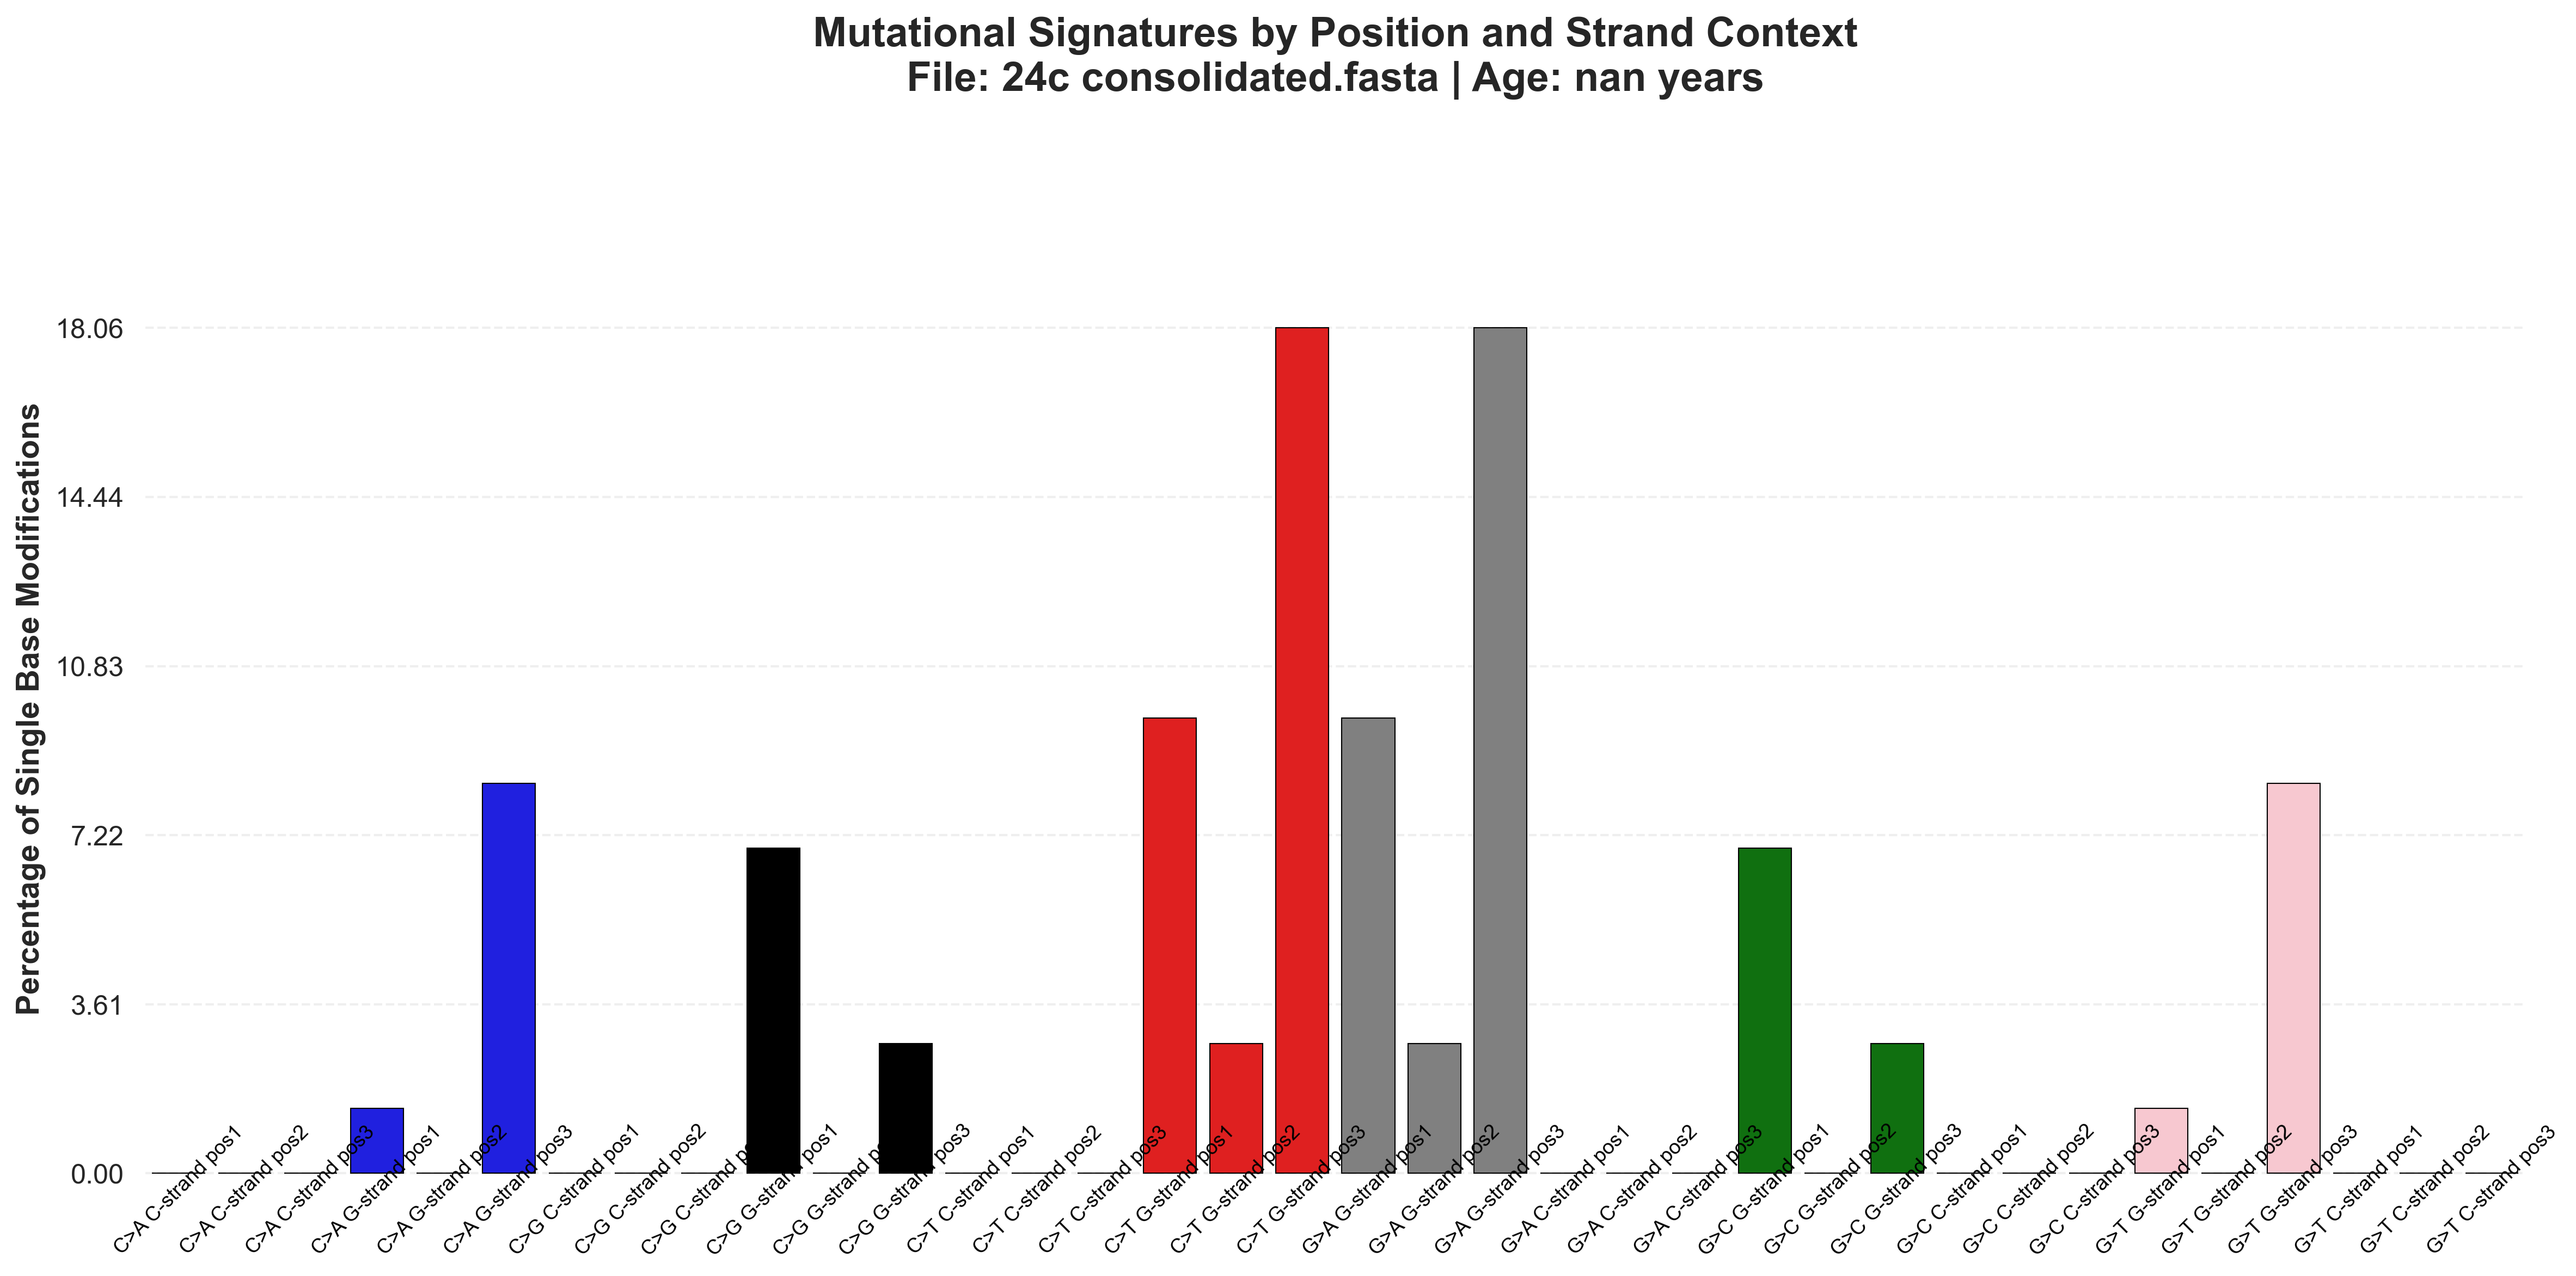 Mutational Signatures by Position and Strand Context
File: 24c consolidated.fasta | Age: nan years
Percentage of Single Base Modifications
18.06
14.44
10.83
7.22
3.61
0.00
C>A C-strand pos1
C>A C-strand pos2
C>A C-strand pos3
C>A G-strand pos1
C>A G-strand pos2
C>A G-strand pos3
C>G C-strand pos1
C>G C-strand pos2
C>G C-strand pos3
C>G G-strand pos1
C>G G-strand pos2
C>G G-strand pos3
C>T C-strand pos1
C>T C-strand pos2
C>T C-strand pos3
C>T G-strand pos1
C>T G-strand pos2
C>T G-strand pos3
G>A G-strand pos1
G>A G-strand pos2
G>A G-strand pos3
G>A C-strand pos1
G>A C-strand pos2
G>A C-strand pos3
G>C G-strand pos1
G>C G-strand pos2
G>C G-strand pos3
G>C C-strand pos1
G>C C-strand pos2
G>C C-strand pos3
G>T G-strand pos1
G>T G-strand pos2
G>T G-strand pos3
G>T C-strand pos1
G>T C-strand pos2
G>T C-strand pos3